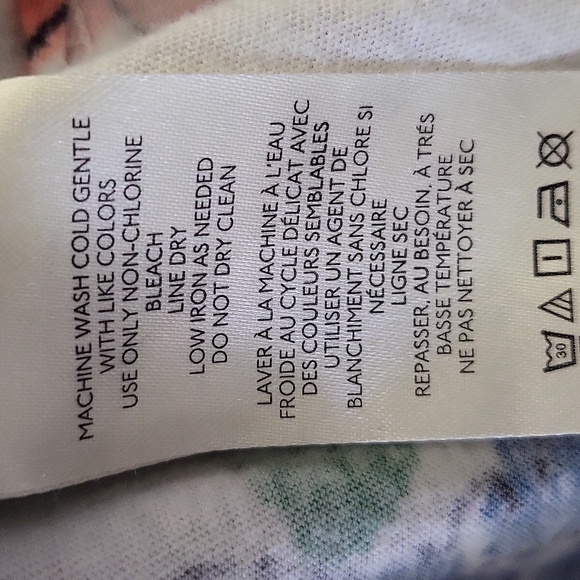 MACHINE WASH COLD GENTLE
WITH LIKE COLORS
USE ONLY NON-CHLORINE
BLEACH
LINE DRY
LOW IRON AS NEEDED
DO NOT DRY CLEAN
LAVER À LA MACHINE À L'EAU
FROIDE AU CYCLE DÉLICAT AVEC
DES COULEURS SEMBLABLES
UTILISER UN AGENT DE
BLANCHIMENT SANS CHLORE SI
NÉCESSAIRE
LIGNE SEC
REPASSER, AU BESOIN, À TRÉS
BASSE TEMPÉRATURE
NE PAS NETTOYER À SEC
30